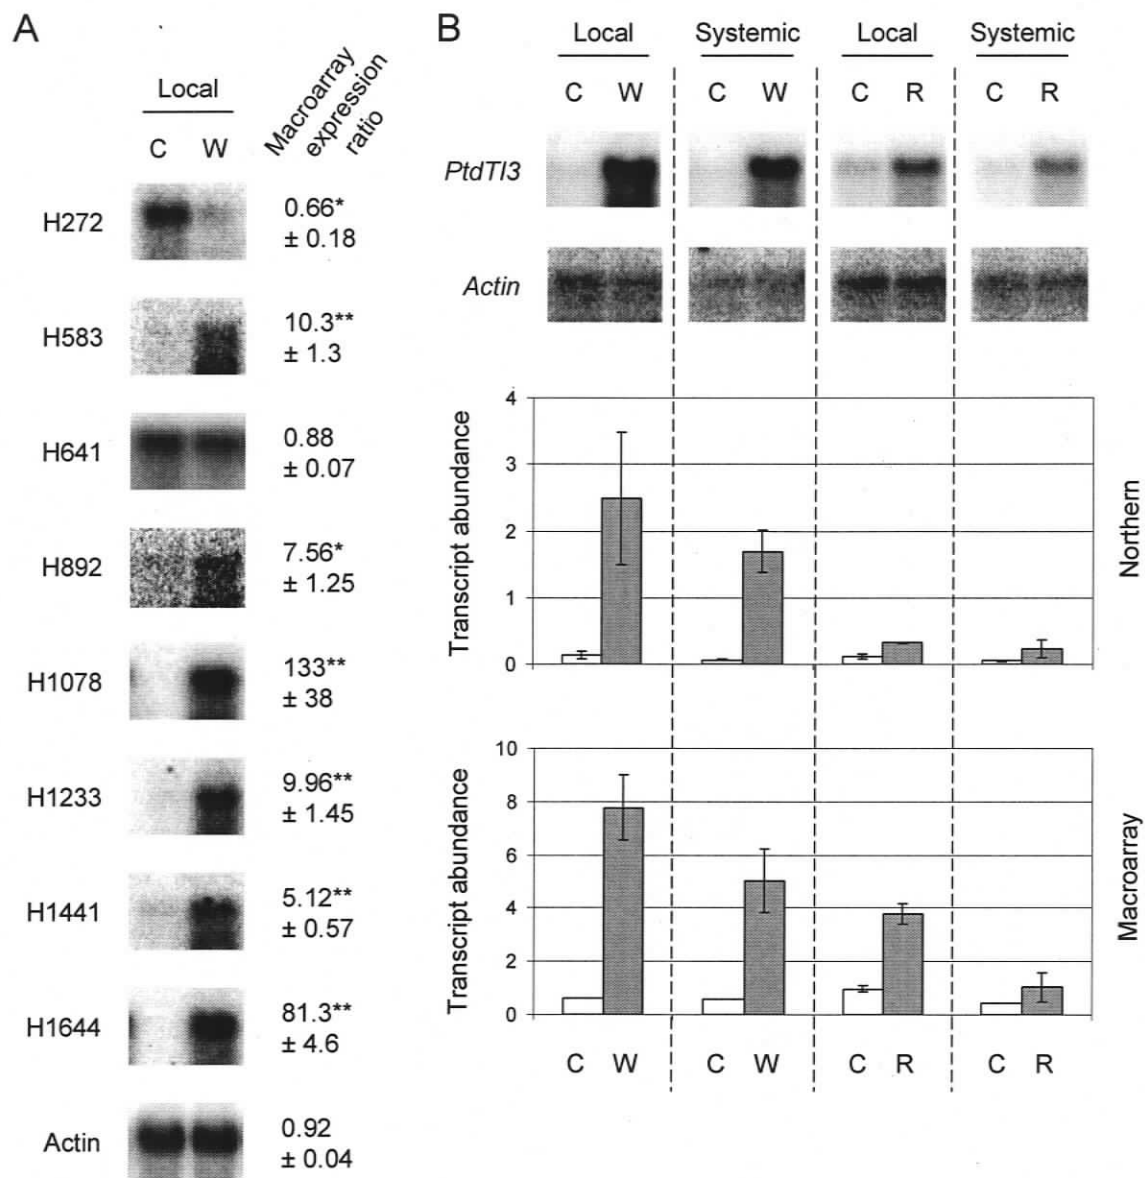 A
Local
C W
Macroarray
expression
ratio
H272
0.66*
± 0.18
H583
10.3**
± 1.3
H641
0.88
± 0.07
H892
7.56*
± 1.25
H1078
133**
± 38
H1233
9.96**
± 1.45
H1441
5.12**
± 0.57
H1644
81.3**
± 4.6
Actin
0.92
± 0.04
B
Local Systemic Local Systemic
C W C W C R C R
PtdTI3
Actin
Transcript abundance
4
3
2
1
0
Northern
Transcript abundance
10
8
6
4
2
0
Macroarray
C W C W C R C R